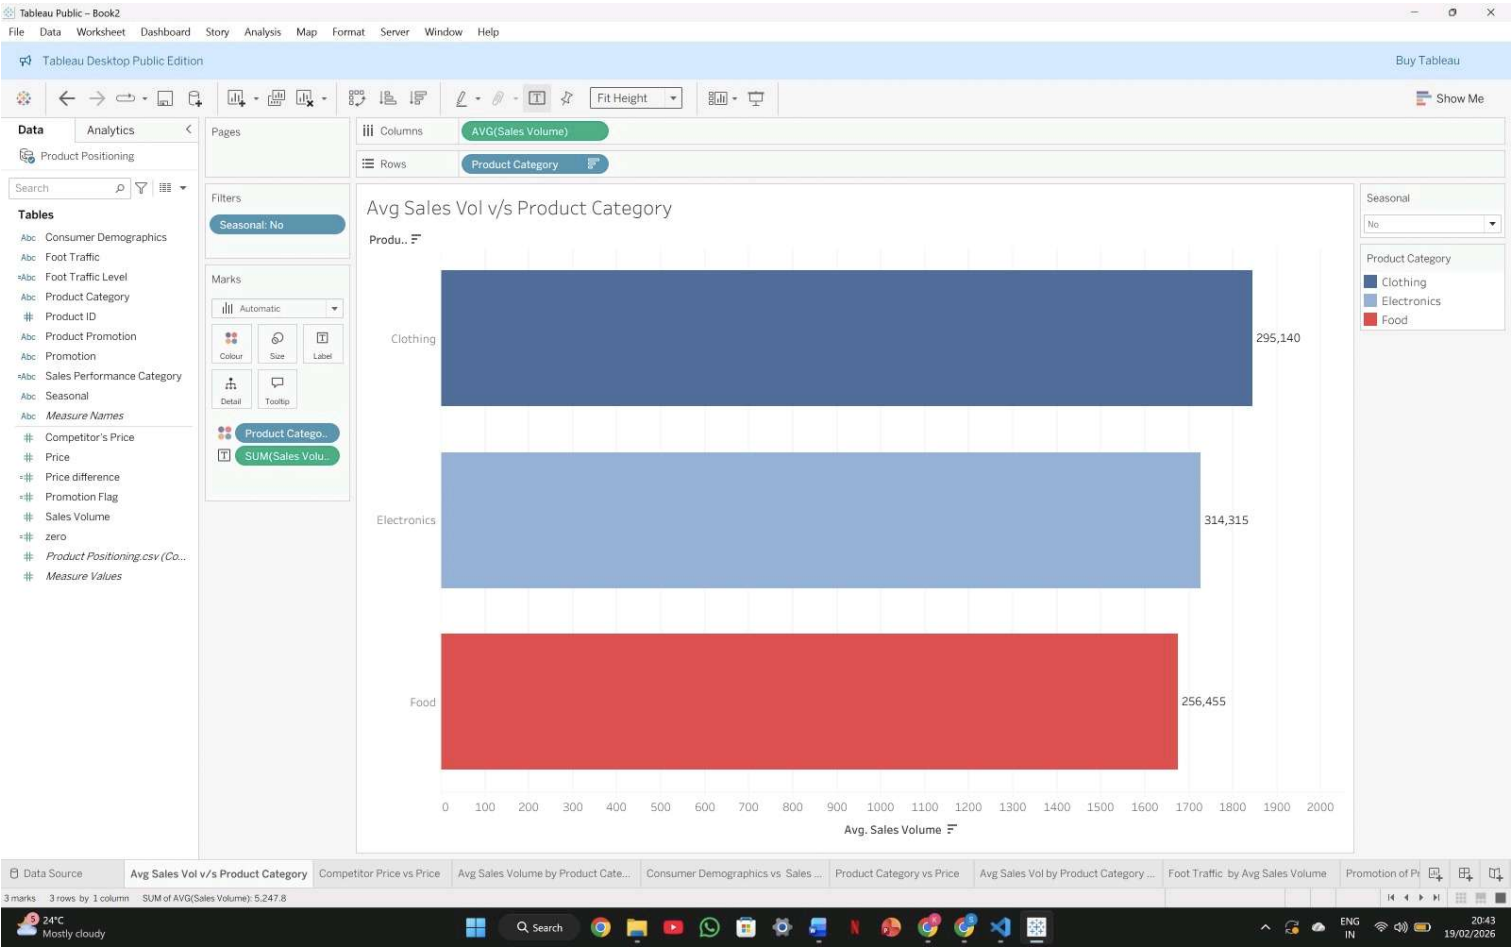 Tableau Public – Book2
File Data Worksheet Dashboard Story Analysis Map Format Server Window Help
Tableau Desktop Public Edition
Buy Tableau
Fit Height
Show Me
Data Analytics
Product Positioning
Search
Tables
Abc Consumer Demographics
Abc Foot Traffic
=Abc Foot Traffic Level
Abc Product Category
# Product ID
Abc Product Promotion
Abc Promotion
=Abc Sales Performance Category
Abc Seasonal
Abc Measure Names
# Competitor's Price
# Price
=# Price difference
=# Promotion Flag
# Sales Volume
=# zero
# Product Positioning.csv (Co...
# Measure Values
Pages
Filters
Seasonal: No
Marks
Automatic
Colour Size Label
Detail Tooltip
Product Catego..
SUM(Sales Volu..
Columns AVG(Sales Volume)
Rows Product Category
Avg Sales Vol v/s Product Category
Produ..
Clothing 295,140
Electronics 314,315
Food 256,455
0 100 200 300 400 500 600 700 800 900 1000 1100 1200 1300 1400 1500 1600 1700 1800 1900 2000
Avg. Sales Volume
Seasonal
No
Product Category
Clothing
Electronics
Food
Data Source Avg Sales Vol v/s Product Category Competitor Price vs Price Avg Sales Volume by Product Cate... Consumer Demographics vs Sales ... Product Category vs Price Avg Sales Vol by Product Category ... Foot Traffic by Avg Sales Volume Promotion of Pr
3 marks 3 rows by 1 column SUM of AVG(Sales Volume): 5,247.8
5
24°C
Mostly cloudy
Search
ENG
IN
20:43
19/02/2026